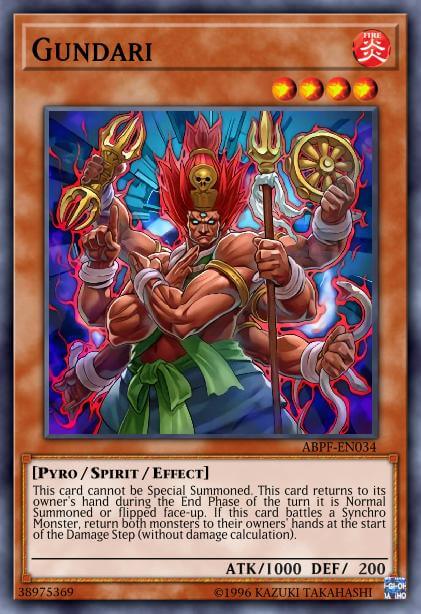 GUNDARI
FIRE
炎
ABPF-EN034
[PYRO / SPIRIT / EFFECT]
This card cannot be Special Summoned. This card returns to its
owner's hand during the End Phase of the turn it is Normal
Summoned or flipped face-up. If this card battles a Synchro
Monster, return both monsters to their owners' hands at the start
of the Damage Step (without damage calculation).
ATK/1000 DEF/ 200
38975369
©1996 KAZUKI TAKAHASHI